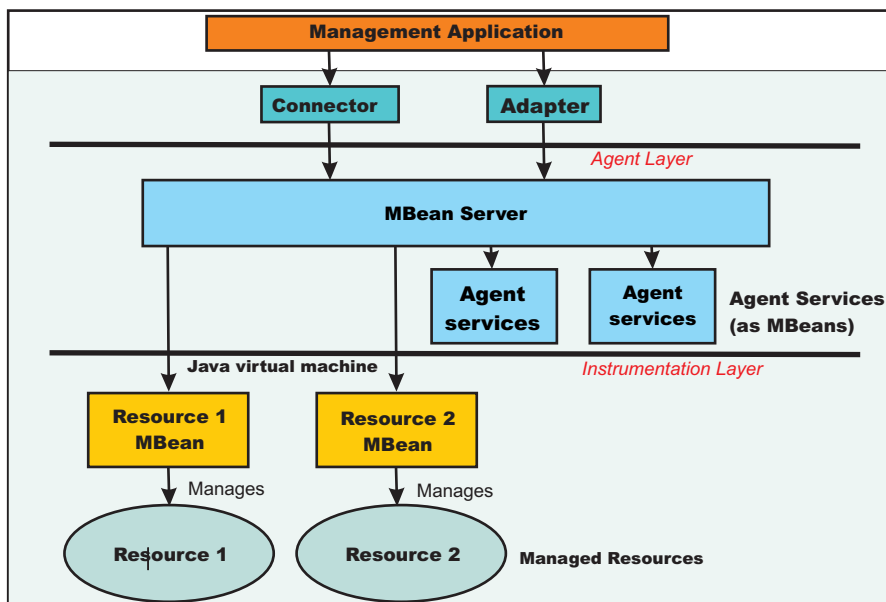 Management Application
Connector
Adapter
Agent Layer
MBean Server
Agent
services
Agent
services
Agent Services
(as MBeans)
Java virtual machine
Instrumentation Layer
Resource 1
MBean
Resource 2
MBean
Manages
Manages
Resource 1
Resource 2
Managed Resources